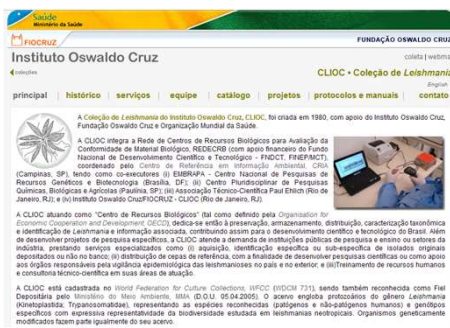 Saúde
Ministério da Saúde
FIOCRUZ
FUNDAÇÃO OSWALDO CRUZ
Instituto Oswaldo Cruz
coleta | webma
coleções
CLIOC • Coleção de Leishmania
English
principal | histórico | serviços | equipe | catálogo | projetos | protocolos e manuais | contato
A Coleção de Leishmania do Instituto Oswaldo Cruz, CLIOC, foi criada em 1980, com apoio do Instituto Oswaldo Cruz,
Fundação Oswaldo Cruz e Organização Mundial da Saúde.
A CLIOC integra a Rede de Centros de Recursos Biológicos para Avaliação da
Conformidade de Material Biológico, REDECRB (com apoio financeiro do Fundo
Nacional de Desenvolvimento Científico e Tecnológico - FNDCT, FINEP/MCT),
coordenado pelo Centro de Referência em Informação Ambiental, CRIA
(Campinas, SP), tendo como co-executores (i) EMBRAPA - Centro Nacional de Pesquisas de
Recursos Genéticos e Biotecnologia (Brasília, DF); (ii) Centro Pluridisciplinar de Pesquisas
Químicas, Biológicas e Agrícolas (Paulínia, SP); (iii) Associação Técnico-Científica Paul Ehrlich (Rio de
Janeiro, RJ); e (iv) Instituto Oswaldo Cruz/FIOCRUZ - CLIOC (Rio de Janeiro, RJ).
A CLIOC atuando como "Centro de Recursos Biológicos" (tal como definido pela Organisation for
Economic Cooperation and Development, OECD), dedica-se então à preservação, armazenamento, distribuição, caracterização taxonômica
e identificação de Leishmania e informação associada, contribuindo assim para o desenvolvimento científico e tecnológico do Brasil. Além
de desenvolver projetos de pesquisa específicos, a CLIOC atende a demanda de instituições públicas de pesquisa e ensino ou setores da
indústria, prestando serviços especializados como (i) aquisição, identificação específica ou sub-específica de isolados originais
depositados ou não no banco; (ii) distribuição de cepas de referência, com a finalidade de desenvolver pesquisas científicas ou como apoio
aos órgãos responsáveis pela vigilância epidemiológica das leishmanioses no país e no exterior; e (iii)Treinamento de recursos humanos
e consultoria técnico-científica em suas áreas de atuação.
A CLIOC está cadastrada no World Federation for Culture Collections, WFCC (WDCM 731), sendo também reconhecida como Fiel
Depositária pelo Ministério do Meio Ambiente, MMA (D.O.U. 05.04.2005). O acervo engloba protozoários do gênero Leishmania
(Kinetoplastida; Trypanosomatidae), representando as espécies reconhecidas (patógenos e não-patógenos humanos) e genótipos
específicos com expressiva representatividade da biodiversidade estudada em leishmanias neotropicais. Organismos geneticamente
modificados fazem parte igualmente do seu acervo.